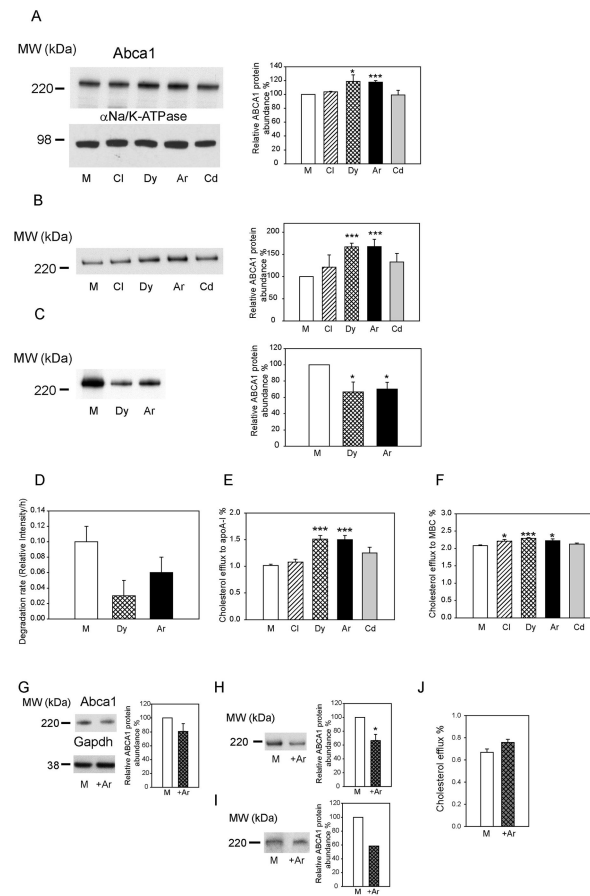 A
MW (kDa)
Abca1
220
αNa/K-ATPase
98
M Cl Dy Ar Cd
Relative ABCA1 protein
abundance %
140
120
100
80
60
40
20
0
*
***
M Cl Dy Ar Cd
B
MW (kDa)
220
M Cl Dy Ar Cd
Relative ABCA1 protein
abundance %
200
150
100
50
0
***
***
M Cl Dy Ar Cd
C
MW (kDa)
220
M Dy Ar
Relative ABCA1 protein
abundance %
120
100
80
60
40
20
0
*
*
M Dy Ar
D
Degradation rate (Relative Intensity/h)
0.14
0.12
0.10
0.08
0.06
0.04
0.02
0.00
M Dy Ar
E
Cholesterol efflux to apoA-I %
2.0
1.5
1.0
0.5
0.0
***
***
M Cl Dy Ar Cd
F
Cholesterol efflux to MBC %
3.0
2.5
2.0
1.5
1.0
0.5
0.0
*
***
*
M Cl Dy Ar Cd
G
MW (kDa)
Abca1
220
Gapdh
38
M +Ar
Relative ABCA1 protein
abundance %
120
100
80
60
40
20
0
M +Ar
H
MW (kDa)
220
M +Ar
Relative ABCA1 protein
abundance %
120
100
80
60
40
20
0
*
M +Ar
I
MW (kDa)
220
M +Ar
Relative ABCA1 protein
abundance %
120
100
80
60
40
20
0
M +Ar
J
Cholesterol efflux %
1.0
0.8
0.6
0.4
0.2
0.0
M +Ar